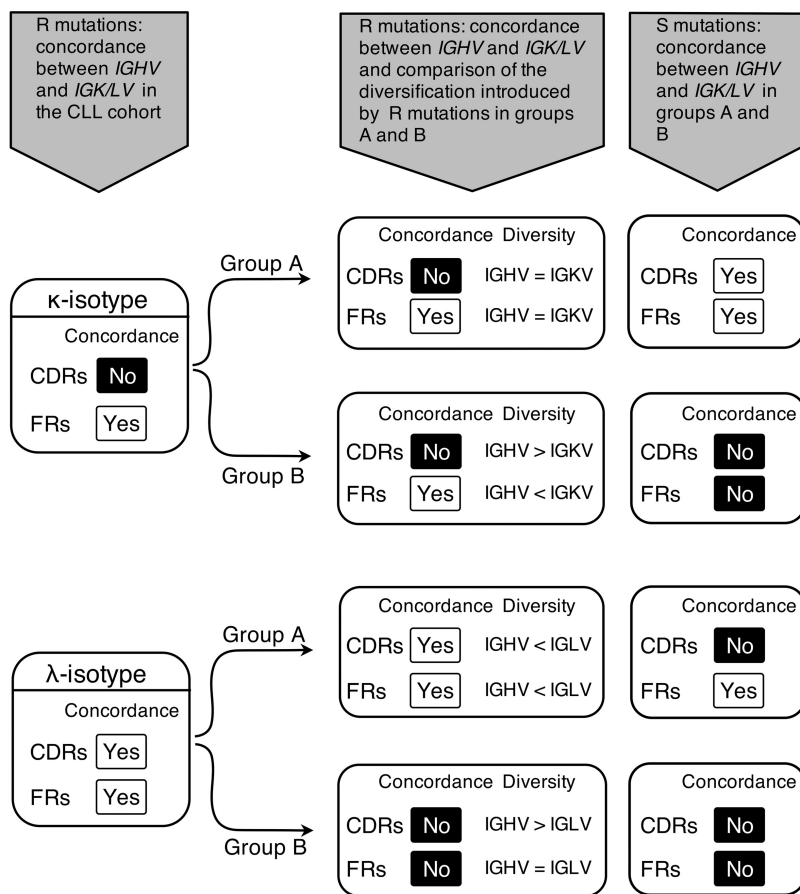 R mutations:
concordance
between IGHV
and IGK/LV in
the CLL cohort
R mutations: concordance
between IGHV and IGK/LV
and comparison of the
diversification introduced
by R mutations in groups
A and B
S mutations:
concordance
between IGHV
and IGK/LV in
groups A and
B
κ-isotype
Concordance
CDRs No
FRs Yes
Group A
Concordance Diversity
CDRs No IGHV = IGKV
FRs Yes IGHV = IGKV
Concordance
CDRs Yes
FRs Yes
Group B
Concordance Diversity
CDRs No IGHV > IGKV
FRs Yes IGHV < IGKV
Concordance
CDRs No
FRs No
λ-isotype
Concordance
CDRs Yes
FRs Yes
Group A
Concordance Diversity
CDRs Yes IGHV < IGLV
FRs Yes IGHV < IGLV
Concordance
CDRs No
FRs Yes
Group B
Concordance Diversity
CDRs No IGHV > IGLV
FRs No IGHV = IGLV
Concordance
CDRs No
FRs No